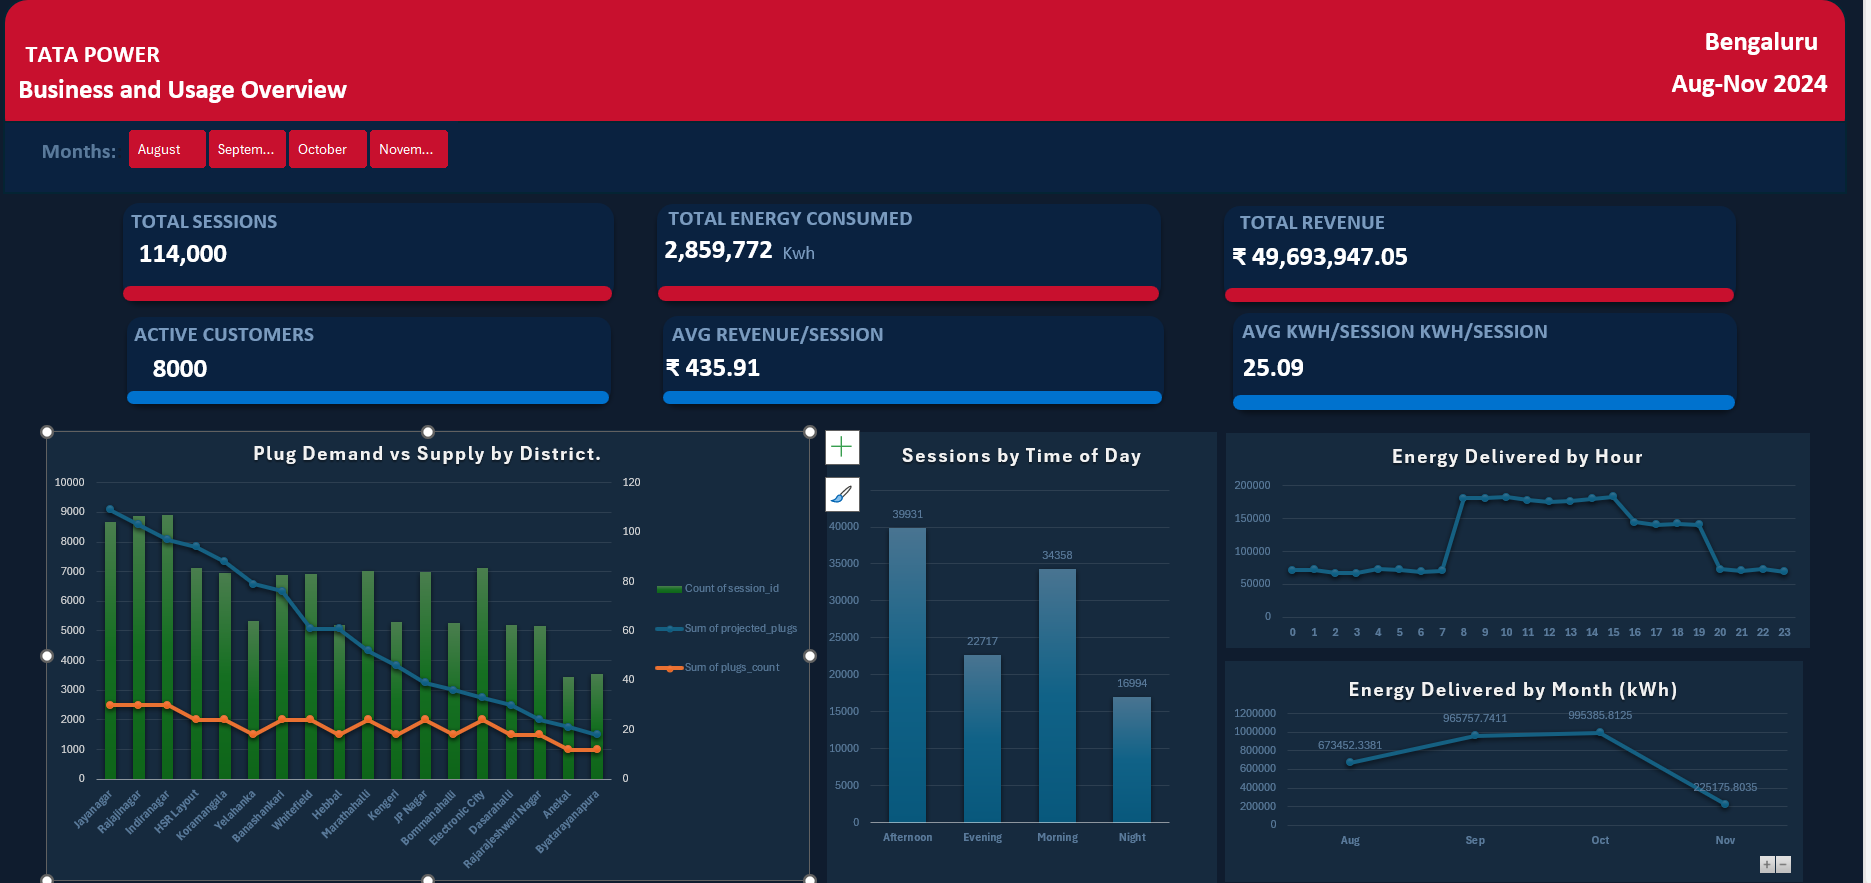 TATA POWER
Business and Usage Overview
Bengaluru
Aug-Nov 2024
Months:
August
Septem...
October
Novem...
TOTAL SESSIONS
114,000
TOTAL ENERGY CONSUMED
2,859,772 Kwh
TOTAL REVENUE
₹ 49,693,947.05
ACTIVE CUSTOMERS
8000
AVG REVENUE/SESSION
₹ 435.91
AVG KWH/SESSION KWH/SESSION
25.09
Plug Demand vs Supply by District.
10000
9000
8000
7000
6000
5000
4000
3000
2000
1000
0
120
100
80
60
40
20
0
Jayanagar
Rajajinagar
Indiranagar
HSR Layout
Koramangala
Yelahanka
Banashankari
Whitefield
Hebbal
Marathahalli
Kengeri
JP Nagar
Bommanahalli
Electronic City
Dasarahalli
Rajarajeshwari Nagar
Anekal
Byatarayanapura
Count of session_id
Sum of projected_plugs
Sum of plugs_count
Sessions by Time of Day
40000
35000
30000
25000
20000
15000
10000
5000
0
39931
22717
34358
16994
Afternoon
Evening
Morning
Night
Energy Delivered by Hour
200000
150000
100000
50000
0
0 1 2 3 4 5 6 7 8 9 10 11 12 13 14 15 16 17 18 19 20 21 22 23
Energy Delivered by Month (kWh)
1200000
1000000
800000
600000
400000
200000
0
673452.3381
965757.7411
995385.8125
225175.8035
Aug
Sep
Oct
Nov